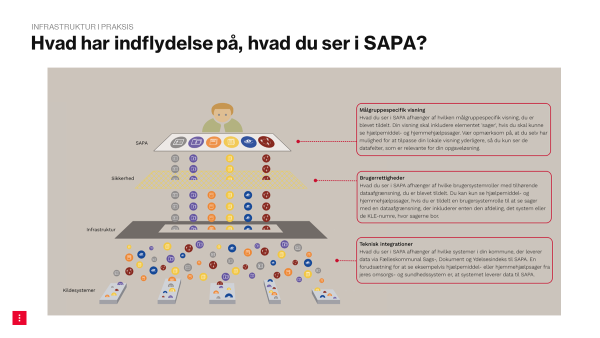 INFRASTRUKTUR I PRAKSIS
Hvad har indflydelse på, hvad du ser i SAPA?
SAPA
Sikkerhed
Infrastruktur
Kildesystemer
Målgruppespecifik visning
Hvad du ser i SAPA afhænger af hvilken målgruppespecifik visning, du er
blevet tildelt. Din visning skal inkludere elementet 'sager', hvis du skal kunne
se hjælpemiddel- og hjemmehjælpssager. Vær opmærksom på, at du selv har
mulighed for at tilpasse din lokale visning yderligere, så du kun ser de
datafelter, som er relevante for din opgaveløsning.
Brugerrettigheder
Hvad du ser i SAPA afhænger af hvilke brugersystemroller med tilhørende
dataafgrænsning, du er blevet tildelt. Du kan kun se hjælpemiddel- og
hjemmehjælpssager, hvis du er tildelt en brugersystemrolle til at se sager
med en dataafgrænsning, der inkluderer enten den afdeling, det system eller
de KLE-numre, hvor sagerne bor.
Teknisk integrationer
Hvad du ser i SAPA afhænger af hvilke systemer i din kommune, der leverer
data via Fælleskommunal Sags-, Dokument og Ydelsesindeks til SAPA. En
forudsætning for at se eksempelvis hjælpemiddel- eller hjemmehjælpsager fra
jeres omsorgs- og sundhedssystem er, at systemet leverer data til SAPA.